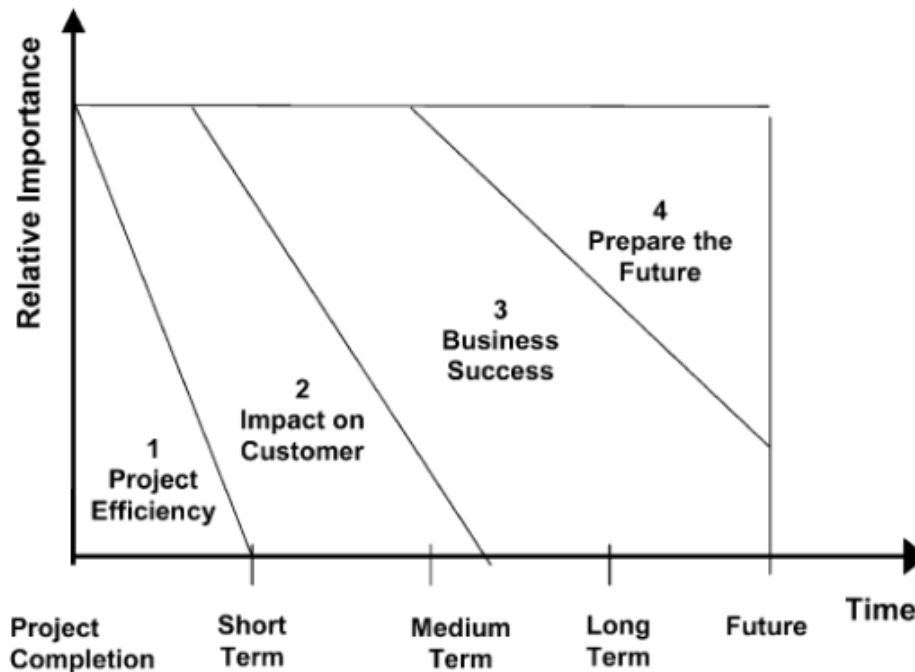 Relative Importance
4
Prepare the
Future
3
Business
Success
2
Impact on
Customer
1
Project
Efficiency
Project
Completion
Short
Term
Medium
Term
Long
Term
Future
Time